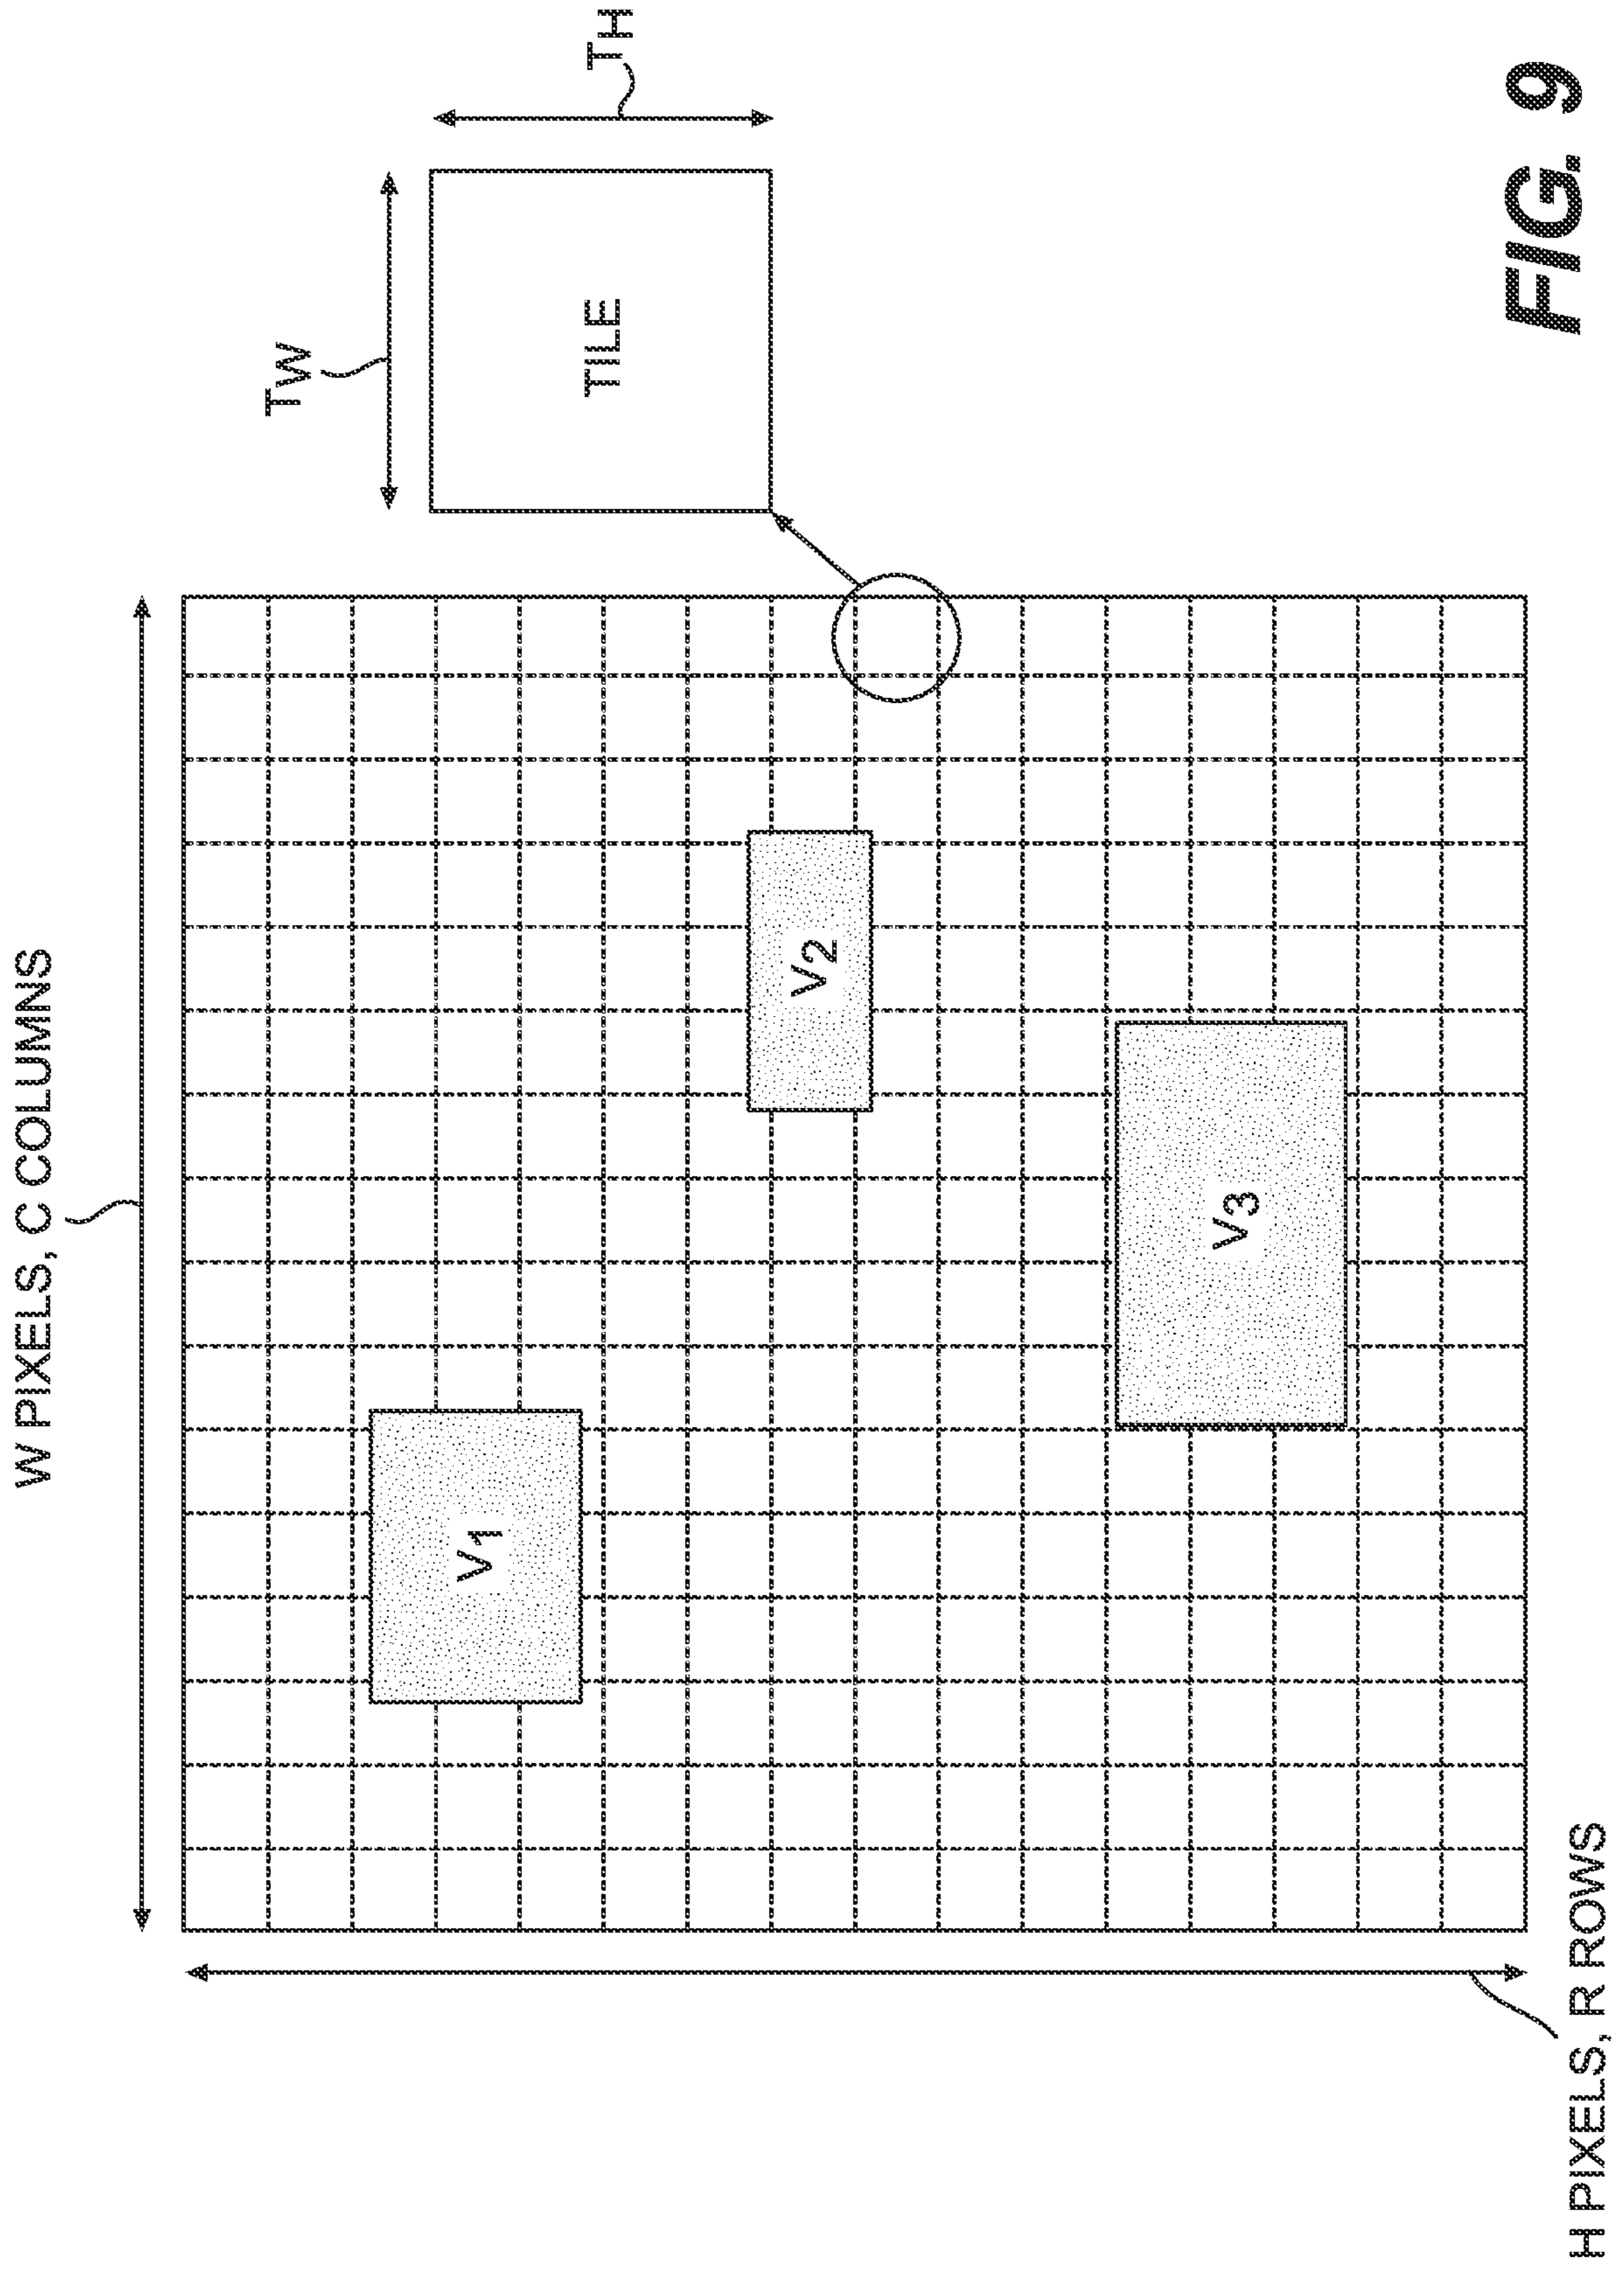 W PIXELS, C COLUMNS
H PIXELS, R ROWS
V1
V2
V3
TW
TILE
TH
FIG. 9